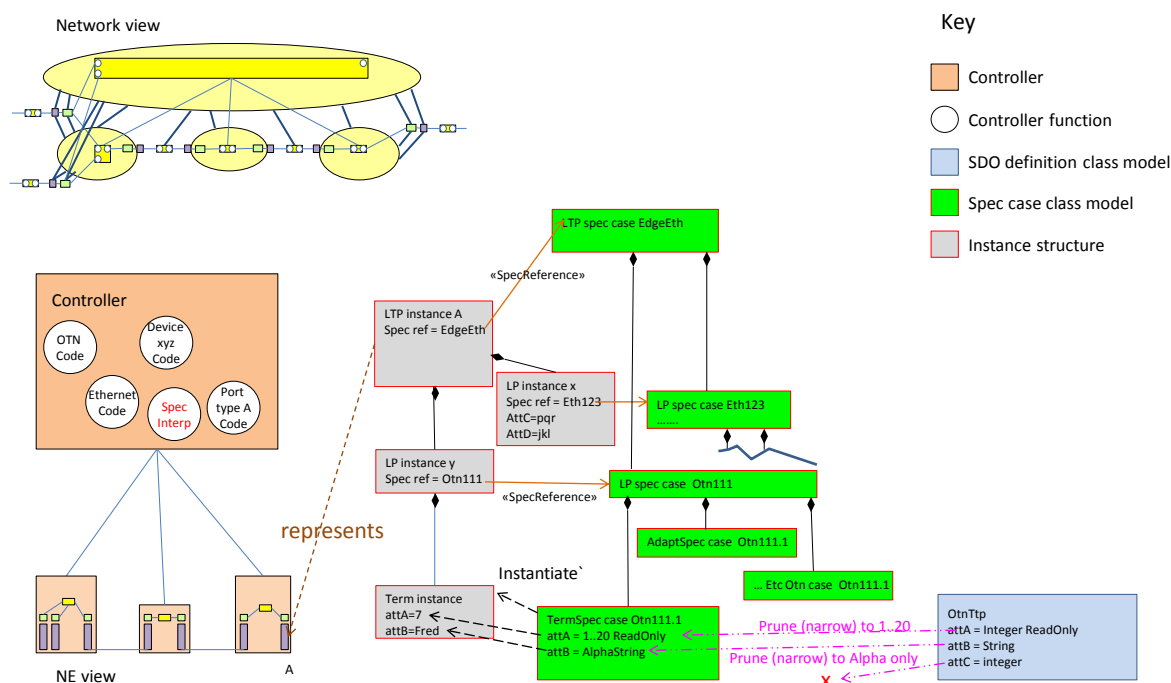 Network view
Key
Controller
Controller function
SDO definition class model
Spec case class model
Instance structure
LTP spec case EdgeEth
«SpecReference»
Controller
OTN
Code
Device
xyz
Code
Ethernet
Code
Spec
Interp
Port
type A
Code
LTP instance A
Spec ref = EdgeEth
LP instance x
Spec ref = Eth123
AttC=pqr
AttD=jkl
LP spec case Eth123
…….
LP instance y
Spec ref = Otn111
«SpecReference»
LP spec case  Otn111
AdaptSpec case  Otn111.1
… Etc Otn case  Otn111.1
represents
Instantiate`
Term instance
attA=7
attB=Fred
TermSpec case Otn111.1
attA = 1..20 ReadOnly
attB = AlphaString
Prune (narrow) to 1..20
Prune (narrow) to Alpha only
X
OtnTtp
attA = Integer ReadOnly
attB = String
attC = integer
A
NE view